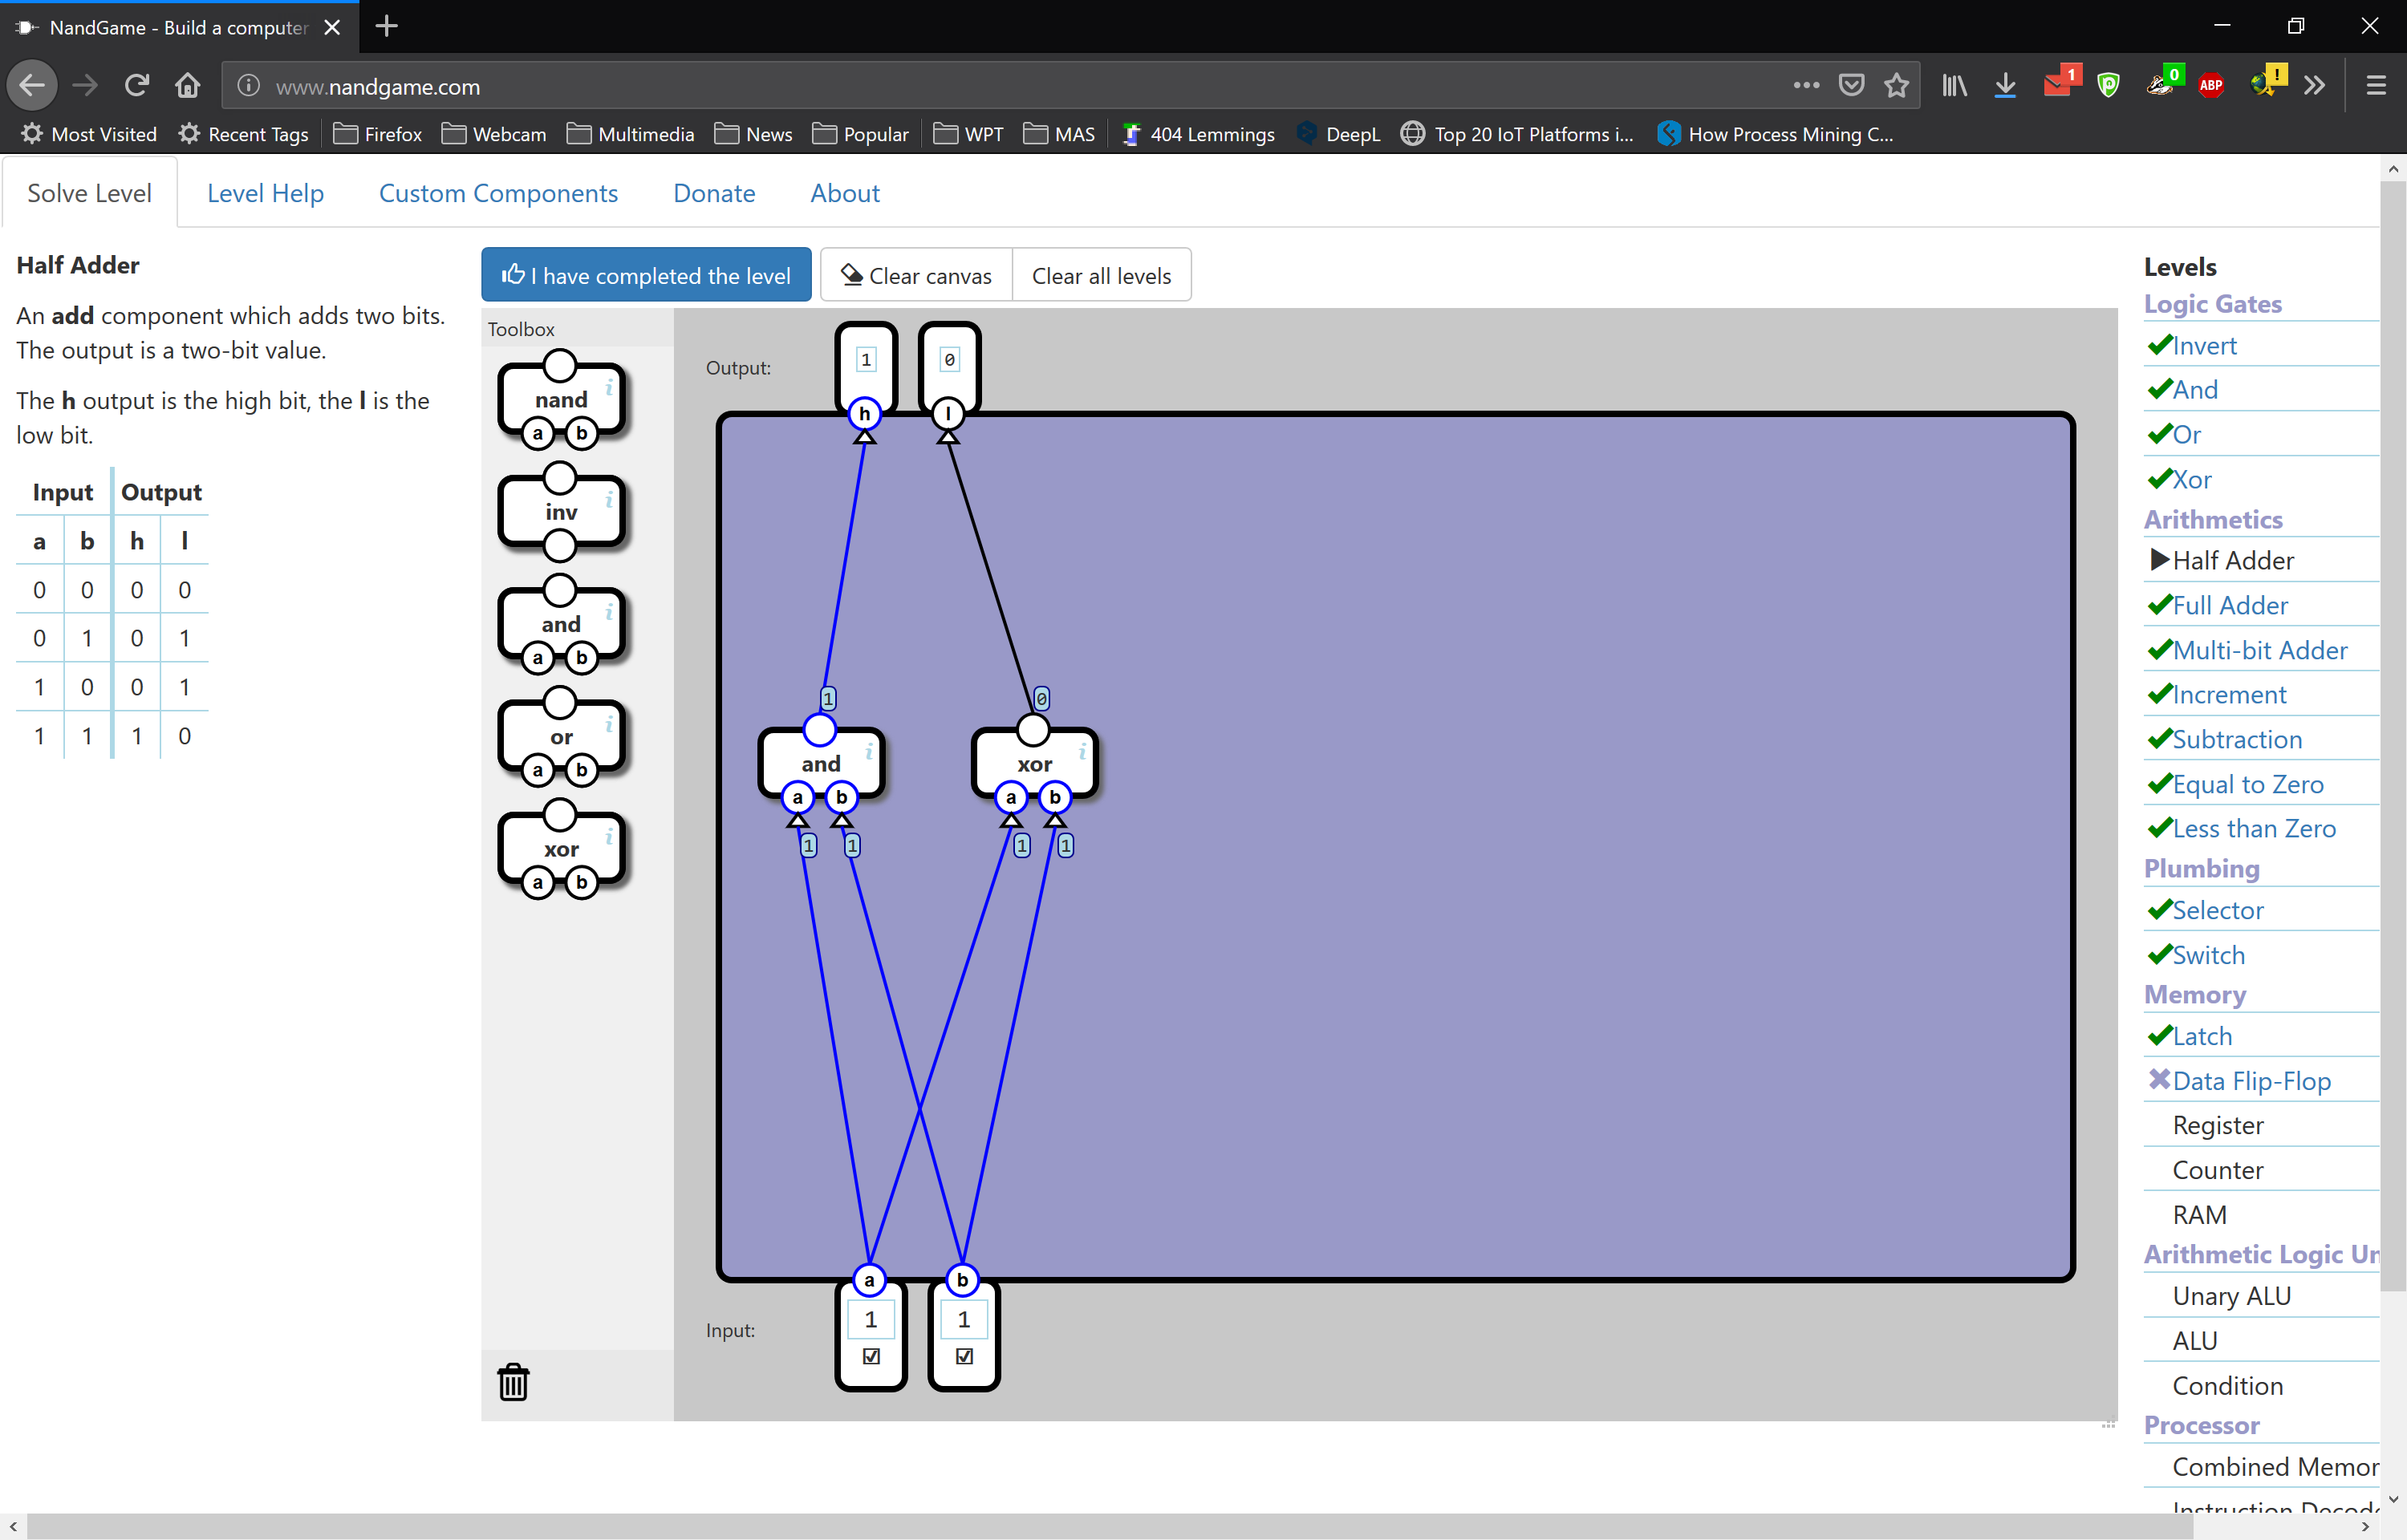 NandGame - Build a computer
www.nandgame.com
1
0
ABP
!
Most Visited Recent Tags Firefox Webcam Multimedia News Popular WPT MAS 404 Lemmings DeepL Top 20 IoT Platforms i... How Process Mining C...
Solve Level Level Help Custom Components Donate About
Half Adder
An add component which adds two bits.
The output is a two-bit value.
The h output is the high bit, the l is the
low bit.
Input Output
a b h l
0 0 0 0
0 1 0 1
1 0 0 1
1 1 1 0
I have completed the level Clear canvas Clear all levels
Toolbox
nand
a b
inv
and
a b
or
a b
xor
a b
Output:
1 0
h l
1 0
and xor
a b a b
1 1 1 1
a b
Input:
1 1
Levels
Logic Gates
Invert
And
Or
Xor
Arithmetics
Half Adder
Full Adder
Multi-bit Adder
Increment
Subtraction
Equal to Zero
Less than Zero
Plumbing
Selector
Switch
Memory
Latch
Data Flip-Flop
Register
Counter
RAM
Arithmetic Logic Un
Unary ALU
ALU
Condition
Processor
Combined Memor
Instruction Decod